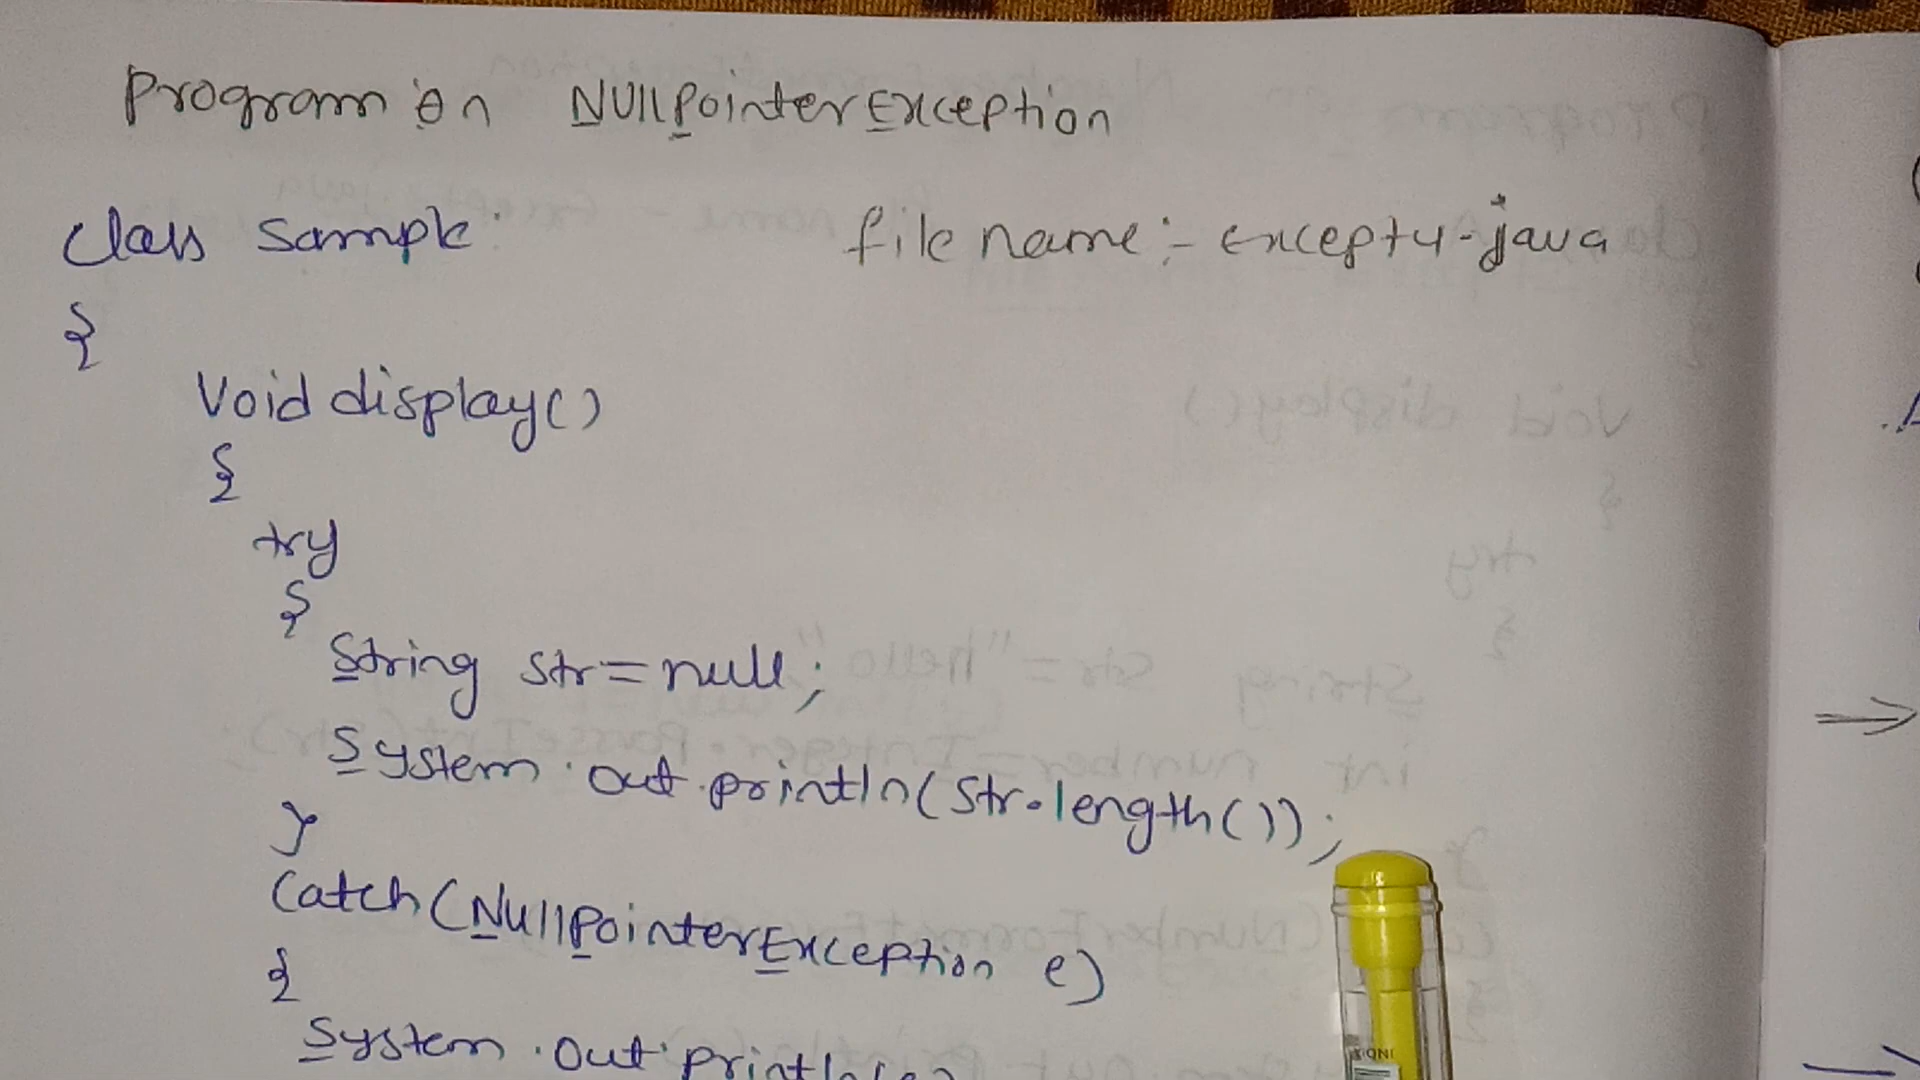 Program on NullPointerException
class Sample
file name:- except4.java
{
void display()
{
try
{
String str=null;
System.out.println(str.length());
}
catch(NullPointerException e)
{
System.out.println(e)